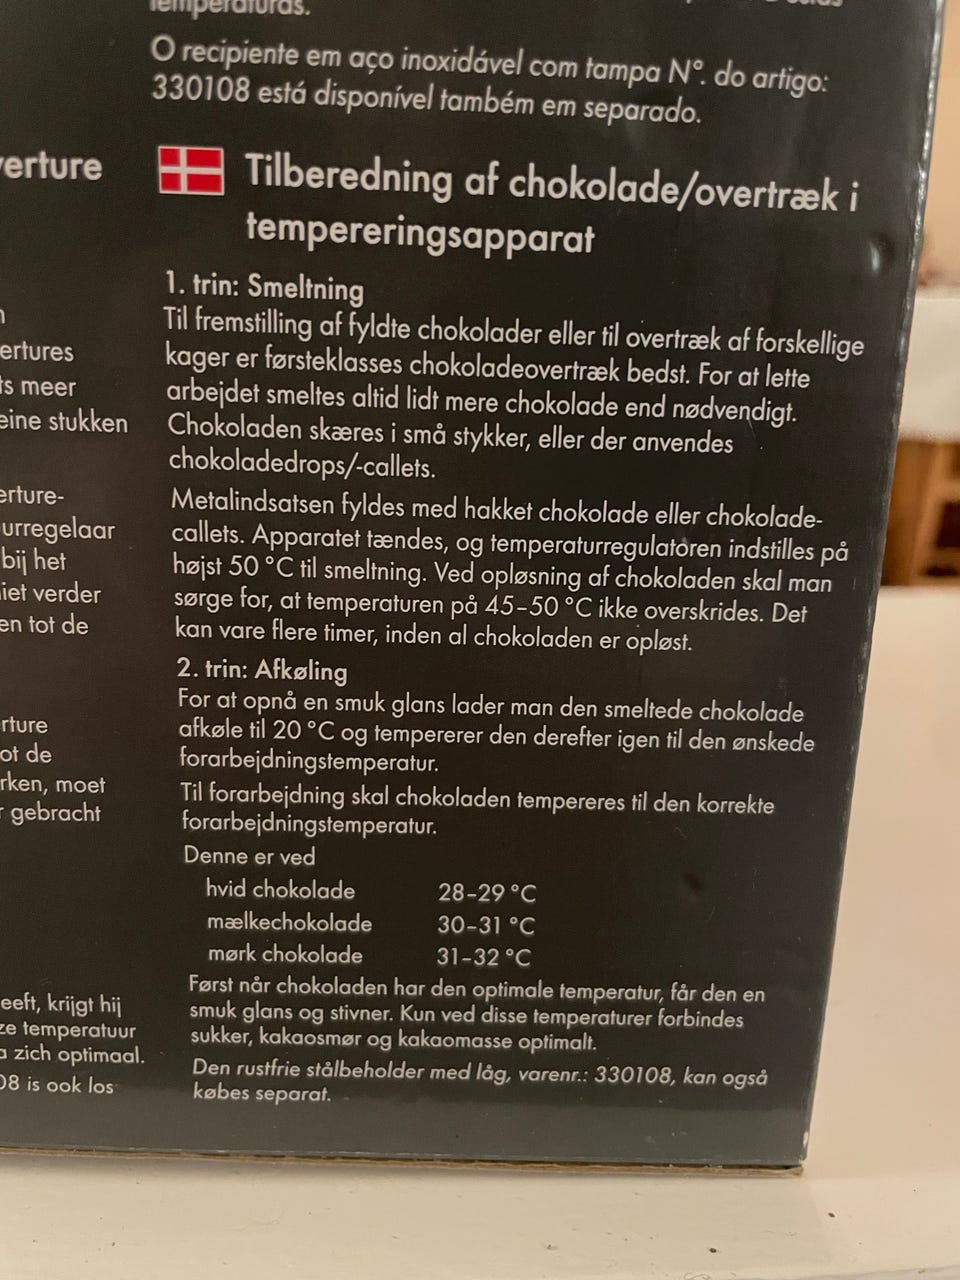 temperaturas.
O recipiente em aço inoxidável com tampa N°. do artigo:
330108 está disponível também em separado.
Tilberedning af chokolade/overtræk i
tempereringsapparat
1. trin: Smeltning
Til fremstilling af fyldte chokolader eller til overtræk af forskellige
kager er førsteklasses chokoladeovertræk bedst. For at lette
arbejdet smeltes altid lidt mere chokolade end nødvendigt.
Chokoladen skæres i små stykker, eller der anvendes
chokoladedrops/-callets.
Metalindsatsen fyldes med hakket chokolade eller chokolade-
callets. Apparatet tændes, og temperaturregulatoren indstilles på
højst 50 °C til smeltning. Ved opløsning af chokoladen skal man
sørge for, at temperaturen på 45–50 °C ikke overskrides. Det
kan vare flere timer, inden al chokoladen er opløst.
2. trin: Afkøling
For at opnå en smuk glans lader man den smeltede chokolade
afkøle til 20 °C og tempererer den derefter igen til den ønskede
forarbejdningstemperatur.
Til forarbejdning skal chokoladen tempereres til den korrekte
forarbejdningstemperatur.
Denne er ved
hvid chokolade 28–29 °C
mælkechokolade 30–31 °C
mørk chokolade 31–32 °C
Først når chokoladen har den optimale temperatur, får den en
smuk glans og stivner. Kun ved disse temperaturer forbindes
sukker, kakaosmør og kakaomasse optimalt.
Den rustfrie stålbeholder med låg, varenr.: 330108, kan også
købes separat.
verture
ertures
ts meer
eine stukken
erture-
urregelaar
bij het
iet verder
en tot de
rture
ot de
rken, moet
r gebracht
eeft, krijgt hij
ze temperatuur
a zich optimaal.
08 is ook los